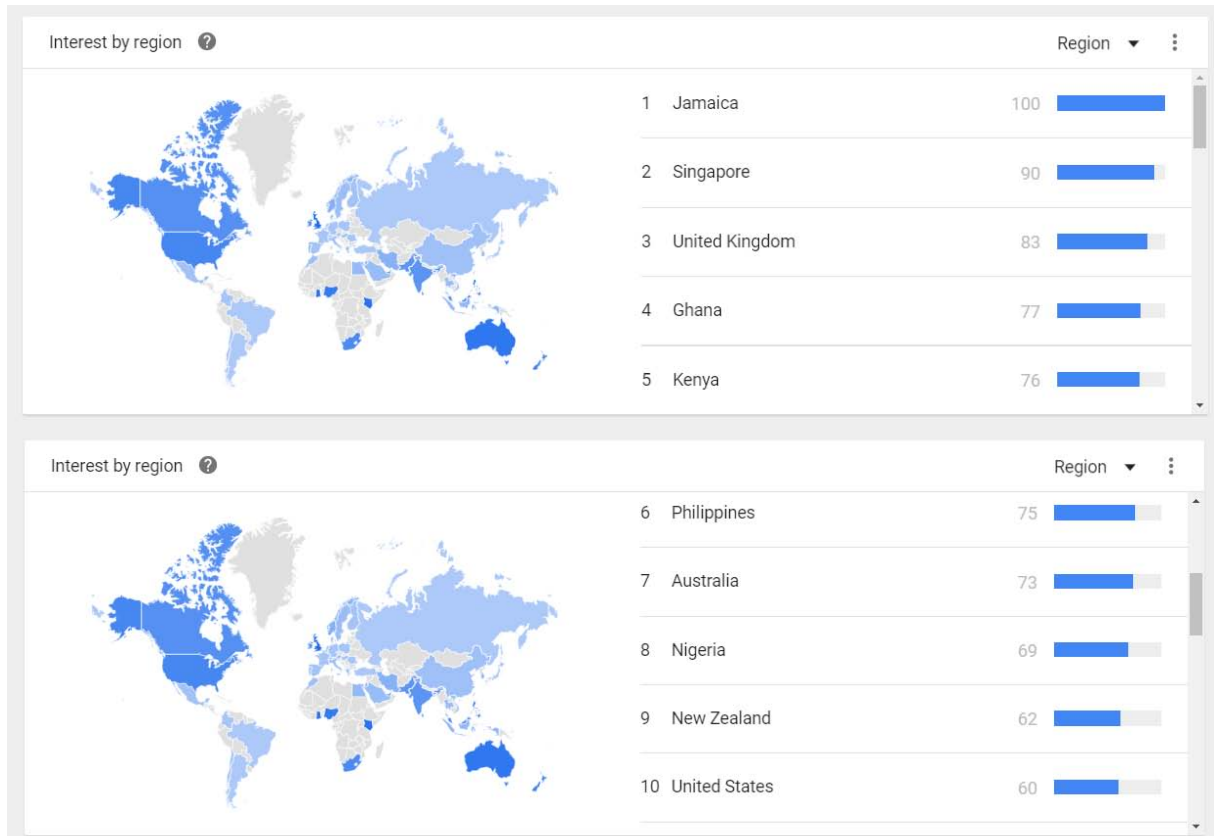 Interest by region
Region
1 Jamaica 100
2 Singapore 90
3 United Kingdom 83
4 Ghana 77
5 Kenya 76
Interest by region
Region
6 Philippines 75
7 Australia 73
8 Nigeria 69
9 New Zealand 62
10 United States 60